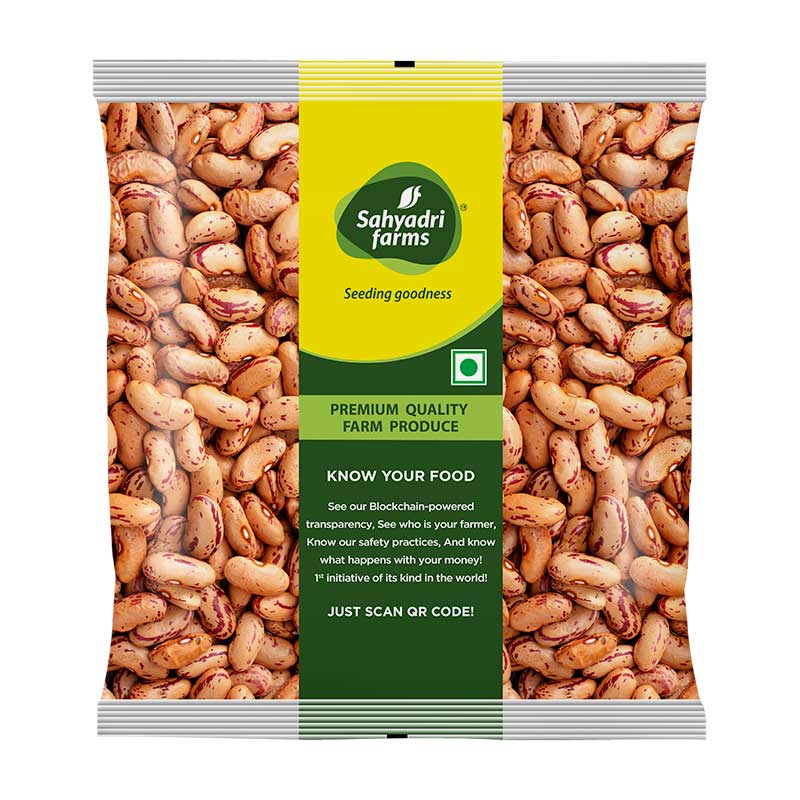 Sahyadri
farms
Seeding goodness
PREMIUM QUALITY
FARM PRODUCE
KNOW YOUR FOOD
See our Blockchain-powered
transparency, See who is your farmer,
Know our safety practices, And know
what happens with your money!
1st initiative of its kind in the world!
JUST SCAN QR CODE!